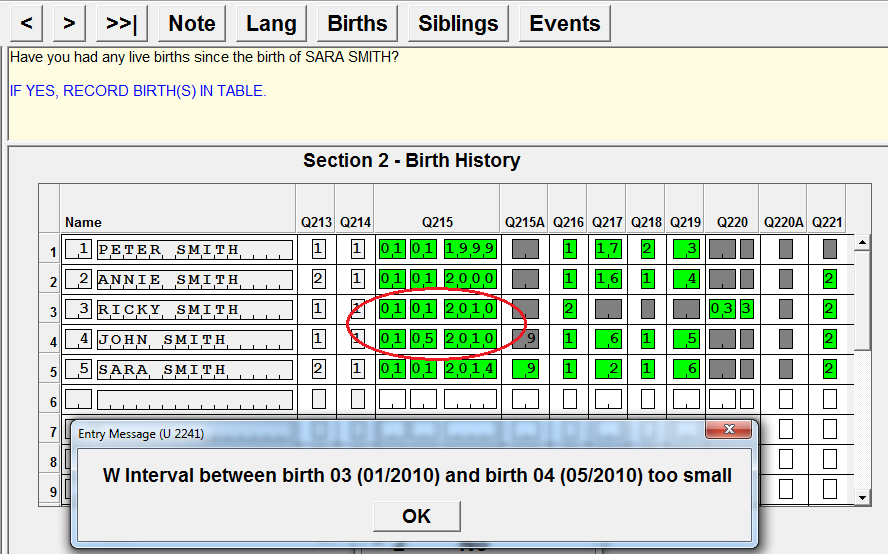 < > >>| Note Lang Births Siblings Events
Have you had any live births since the birth of SARA SMITH?
IF YES, RECORD BIRTH(S) IN TABLE.
Section 2 - Birth History
Name Q213 Q214 Q215 Q215A Q216 Q217 Q218 Q219 Q220 Q220A Q221
1 1 PETER SMITH 1 1 01 01 1999 1 17 2 3
2 2 ANNIE SMITH 2 1 01 01 2000 1 16 1 4 2
3 3 RICKY SMITH 1 1 01 01 2010 2 03 3 2
4 4 JOHN SMITH 1 1 01 05 2010 9 1 6 1 5 2
5 5 SARA SMITH 2 1 01 01 2014 9 1 2 1 6 2
6
7
8
9
Entry Message (U 2241)
W Interval between birth 03 (01/2010) and birth 04 (05/2010) too small
OK